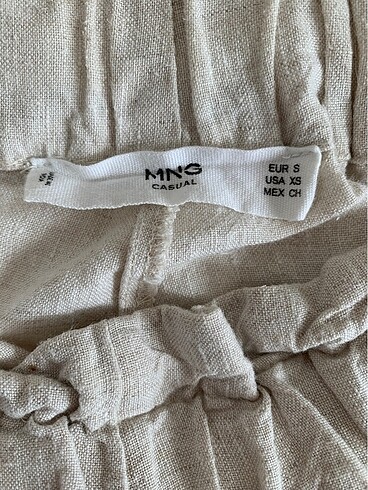 MNG
CASUAL
EUR S
USA XS
MEX CH